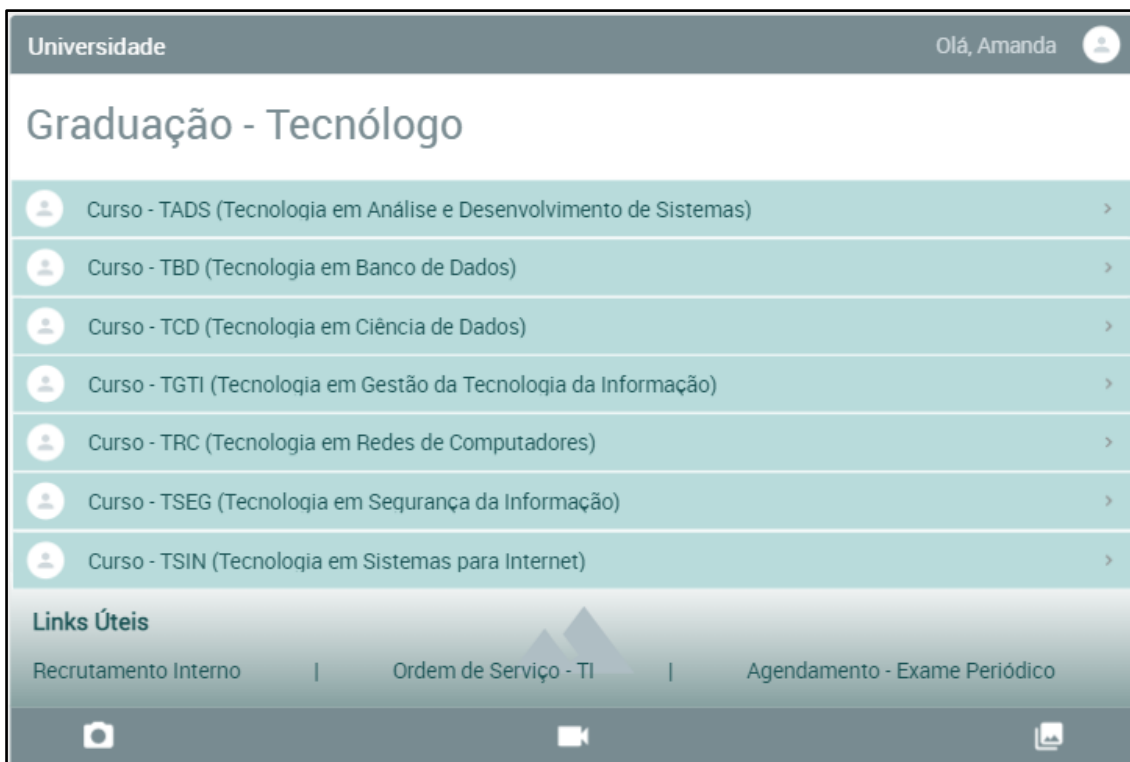 Universidade Olá, Amanda
Graduação - Tecnólogo
Curso - TADS (Tecnologia em Análise e Desenvolvimento de Sistemas)
Curso - TBD (Tecnologia em Banco de Dados)
Curso - TCD (Tecnologia em Ciência de Dados)
Curso - TGTI (Tecnologia em Gestão da Tecnologia da Informação)
Curso - TRC (Tecnologia em Redes de Computadores)
Curso - TSEG (Tecnologia em Segurança da Informação)
Curso - TSIN (Tecnologia em Sistemas para Internet)
Links Úteis
Recrutamento Interno | Ordem de Serviço - TI | Agendamento - Exame Periódico